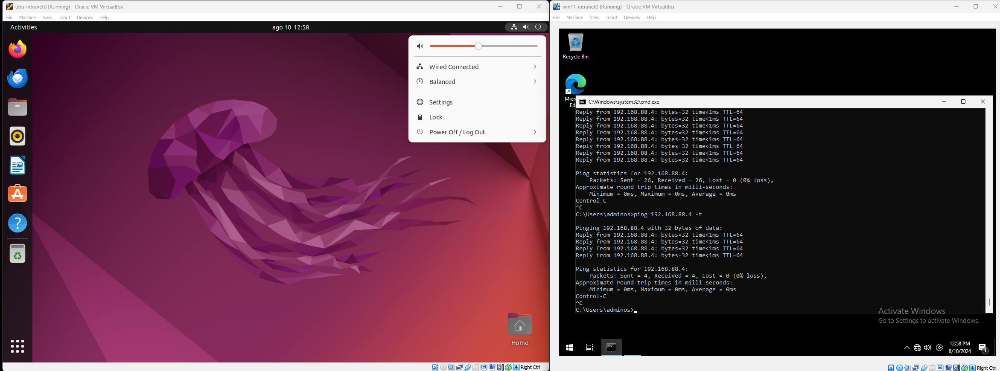 ubu-intranet0 [Running] - Oracle VM VirtualBox
File Machine View Input Devices Help
Activities
ago 10 12:58
Wired Connected
Balanced
Settings
Lock
Power Off / Log Out
Home
Right Ctrl
win11-intranet0 [Running] - Oracle VM VirtualBox
File Machine View Input Devices Help
Recycle Bin
C:\Windows\system32\cmd.exe
Reply from 192.168.88.4: bytes=32 time<1ms TTL=64
Reply from 192.168.88.4: bytes=32 time<1ms TTL=64
Reply from 192.168.88.4: bytes=32 time<1ms TTL=64
Reply from 192.168.88.4: bytes=32 time<1ms TTL=64
Reply from 192.168.88.4: bytes=32 time<1ms TTL=64
Reply from 192.168.88.4: bytes=32 time<1ms TTL=64
Reply from 192.168.88.4: bytes=32 time<1ms TTL=64
Reply from 192.168.88.4: bytes=32 time<1ms TTL=64
Ping statistics for 192.168.88.4:
Packets: Sent = 26, Received = 26, Lost = 0 (0% loss),
Approximate round trip times in milli-seconds:
Minimum = 0ms, Maximum = 0ms, Average = 0ms
Control-C
^C
C:\Users\adminos>ping 192.168.88.4 -t
Pinging 192.168.88.4 with 32 bytes of data:
Reply from 192.168.88.4: bytes=32 time<1ms TTL=64
Reply from 192.168.88.4: bytes=32 time<1ms TTL=64
Reply from 192.168.88.4: bytes=32 time<1ms TTL=64
Reply from 192.168.88.4: bytes=32 time<1ms TTL=64
Ping statistics for 192.168.88.4:
Packets: Sent = 4, Received = 4, Lost = 0 (0% loss),
Approximate round trip times in milli-seconds:
Minimum = 0ms, Maximum = 0ms, Average = 0ms
Control-C
^C
C:\Users\adminos>
Activate Windows
Go to Settings to activate Windows.
12:58 PM
8/10/2024
1
Right Ctrl